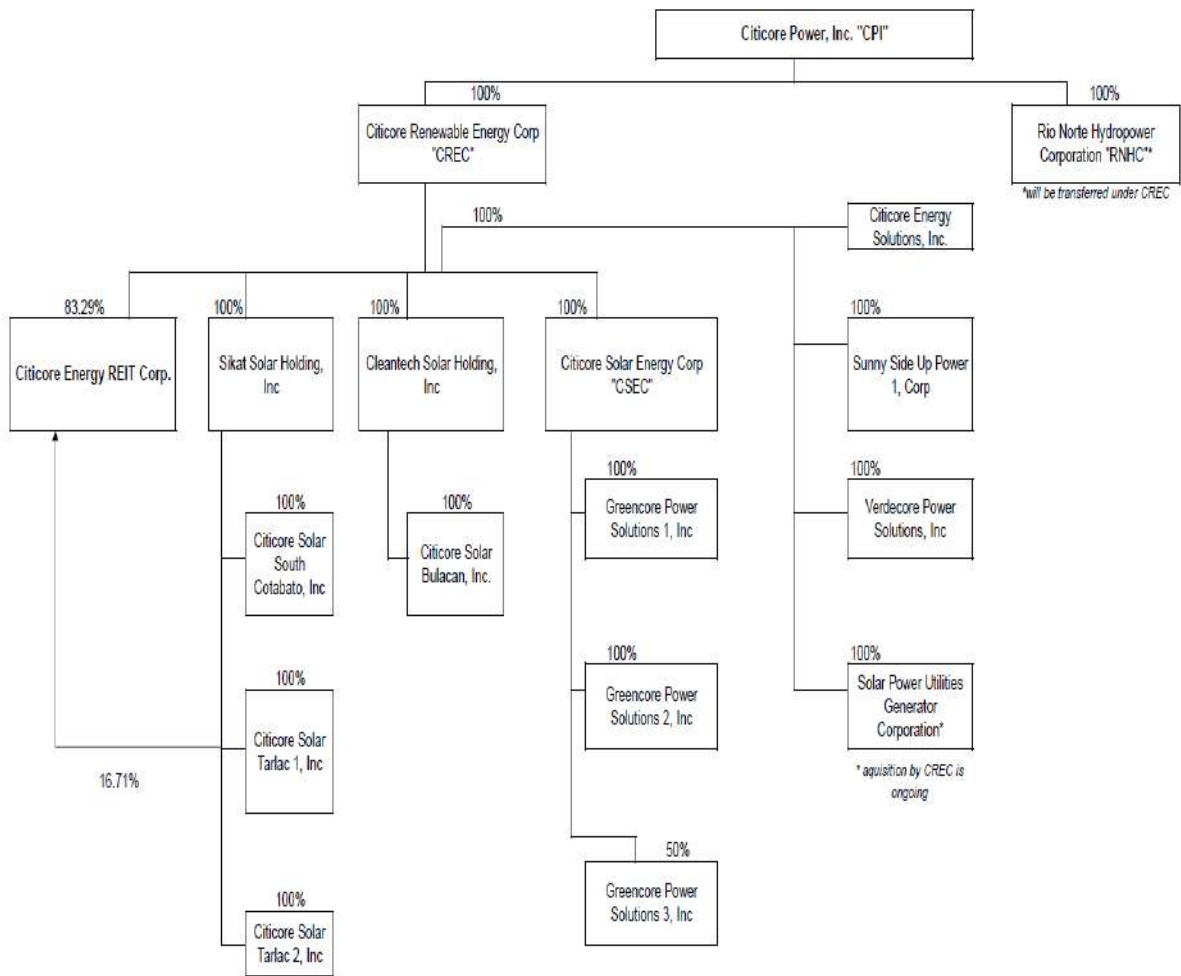 Citicore Power, Inc. "CPI"
100%
100%
Citicore Renewable Energy Corp
"CREC"
Rio Norte Hydropower
Corporation "RNHC"*
*will be transferred under CREC
100%
Citicore Energy
Solutions, Inc.
83.29%
100%
100%
100%
100%
Citicore Energy REIT Corp.
Sikat Solar Holding,
Inc
Cleantech Solar Holding,
Inc
Citicore Solar Energy Corp
"CSEC"
Sunny Side Up Power
1, Corp
100%
Citicore Solar
South
Cotabato, Inc
100%
Citicore Solar
Bulacan, Inc.
100%
Greencore Power
Solutions 1, Inc
100%
Verdecore Power
Solutions, Inc
16.71%
100%
Citicore Solar
Tarlac 1, Inc
100%
Greencore Power
Solutions 2, Inc
100%
Solar Power Utilities
Generator
Corporation*
* aquisition by CREC is
ongoing
100%
Citicore Solar
Tarlac 2, Inc
50%
Greencore Power
Solutions 3, Inc